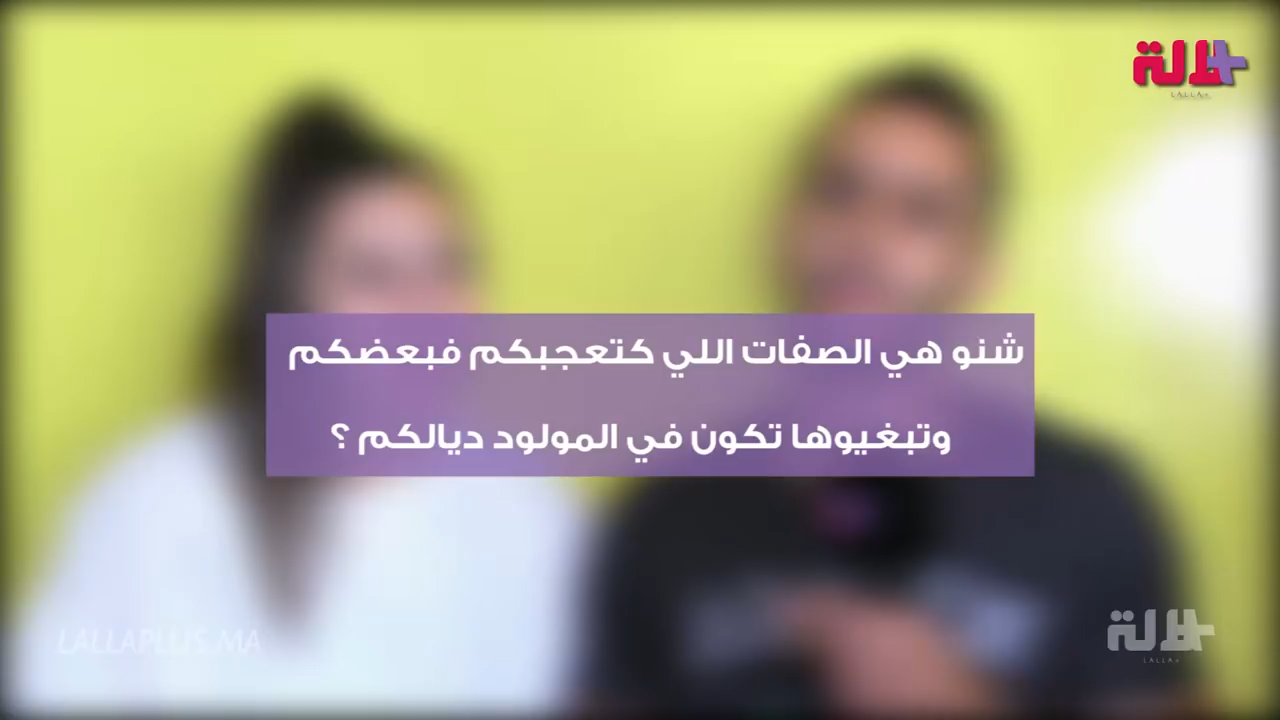 لالة+
LALLA+
شنو هي الصفات اللي كتعجبكم فبعضكم
وتبغيوها تكون في المولود ديالكم ؟
LALLAPLUS.MA
لالة+
LALLA+